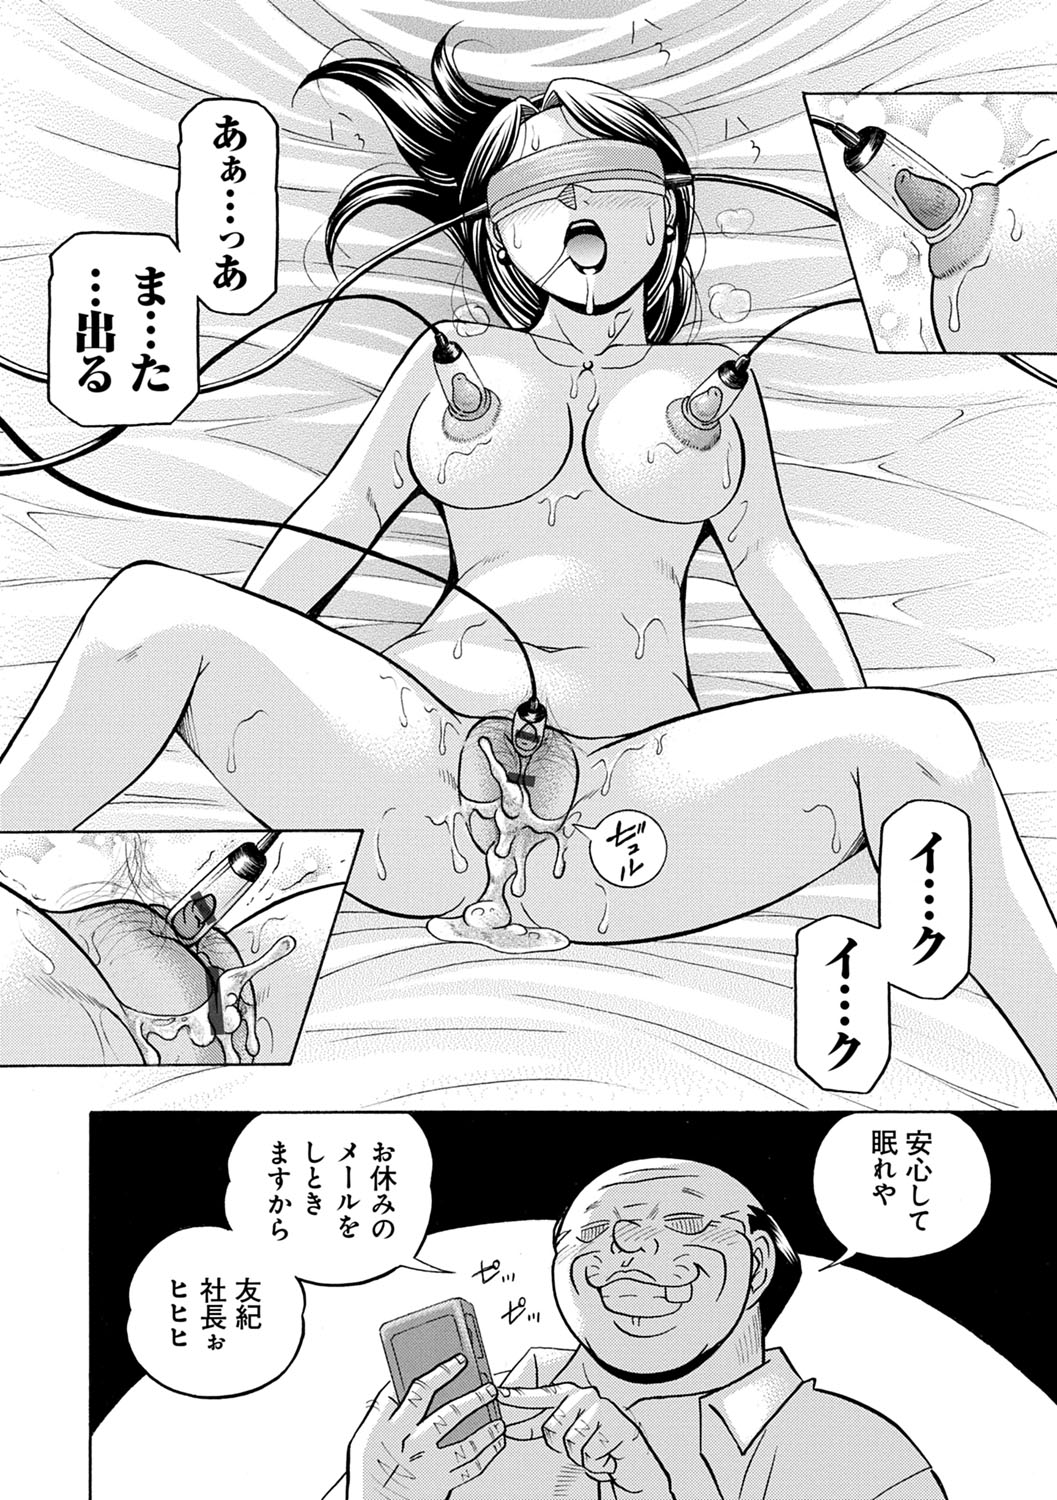 あぁ…っあ
ま…た
…出る
ビュル
イ…ク
イ…ク
安心して
眠れや
お休みの
メールを
しとき
ますから
友紀
社長ぉ
ヒヒヒ
ピッ
ピッ